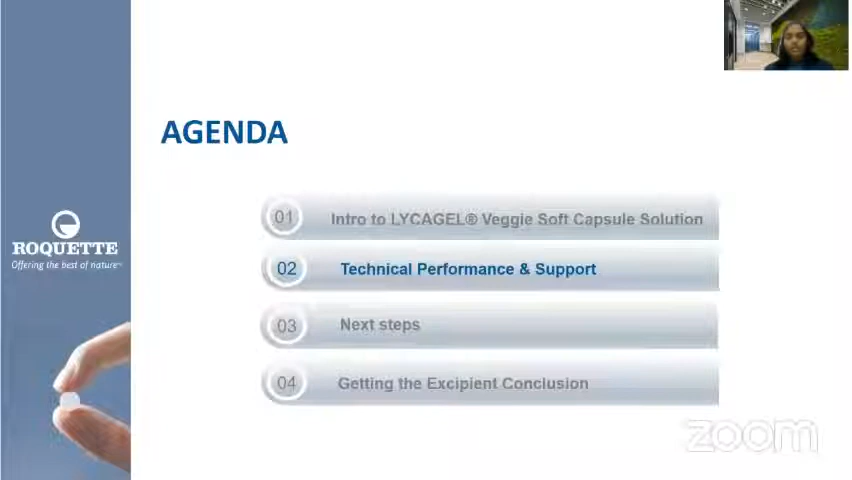 AGENDA
01 Intro to LYCAGEL® Veggie Soft Capsule Solution
ROQUETTE
Offering the best of nature™
02 Technical Performance & Support
03 Next steps
04 Getting the Excipient Conclusion
zoom